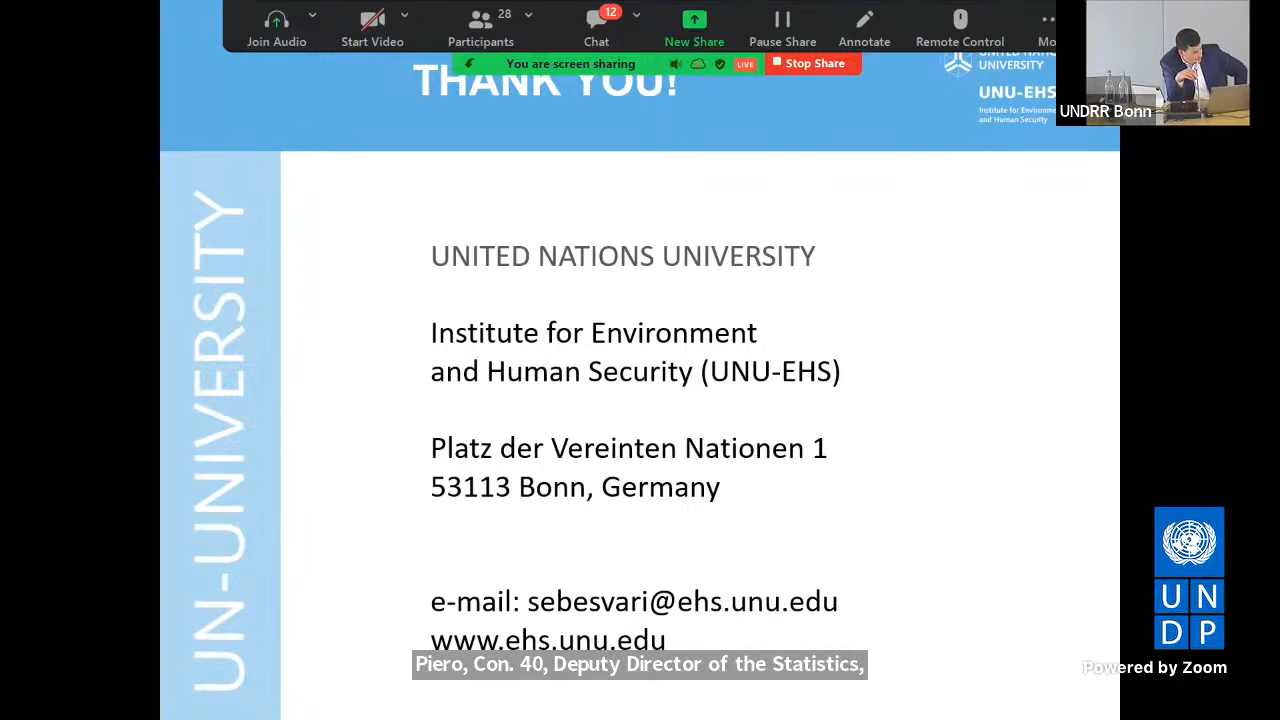 Join Audio
Start Video
28
Participants
12
Chat
New Share
Pause Share
Annotate
Remote Control
You are screen sharing
LIVE
Stop Share
THANK YOU!
UNIVERSITY
UNU-EHS
Institute for
and Human Security
UNDRR Bonn
UN-UNIVERSITY
UNITED NATIONS UNIVERSITY
Institute for Environment
and Human Security (UNU-EHS)
Platz der Vereinten Nationen 1
53113 Bonn, Germany
e-mail: sebesvari@ehs.unu.edu
www.ehs.unu.edu
Piero, Con. 40, Deputy Director of the Statistics,
U N
D P
Powered by Zoom